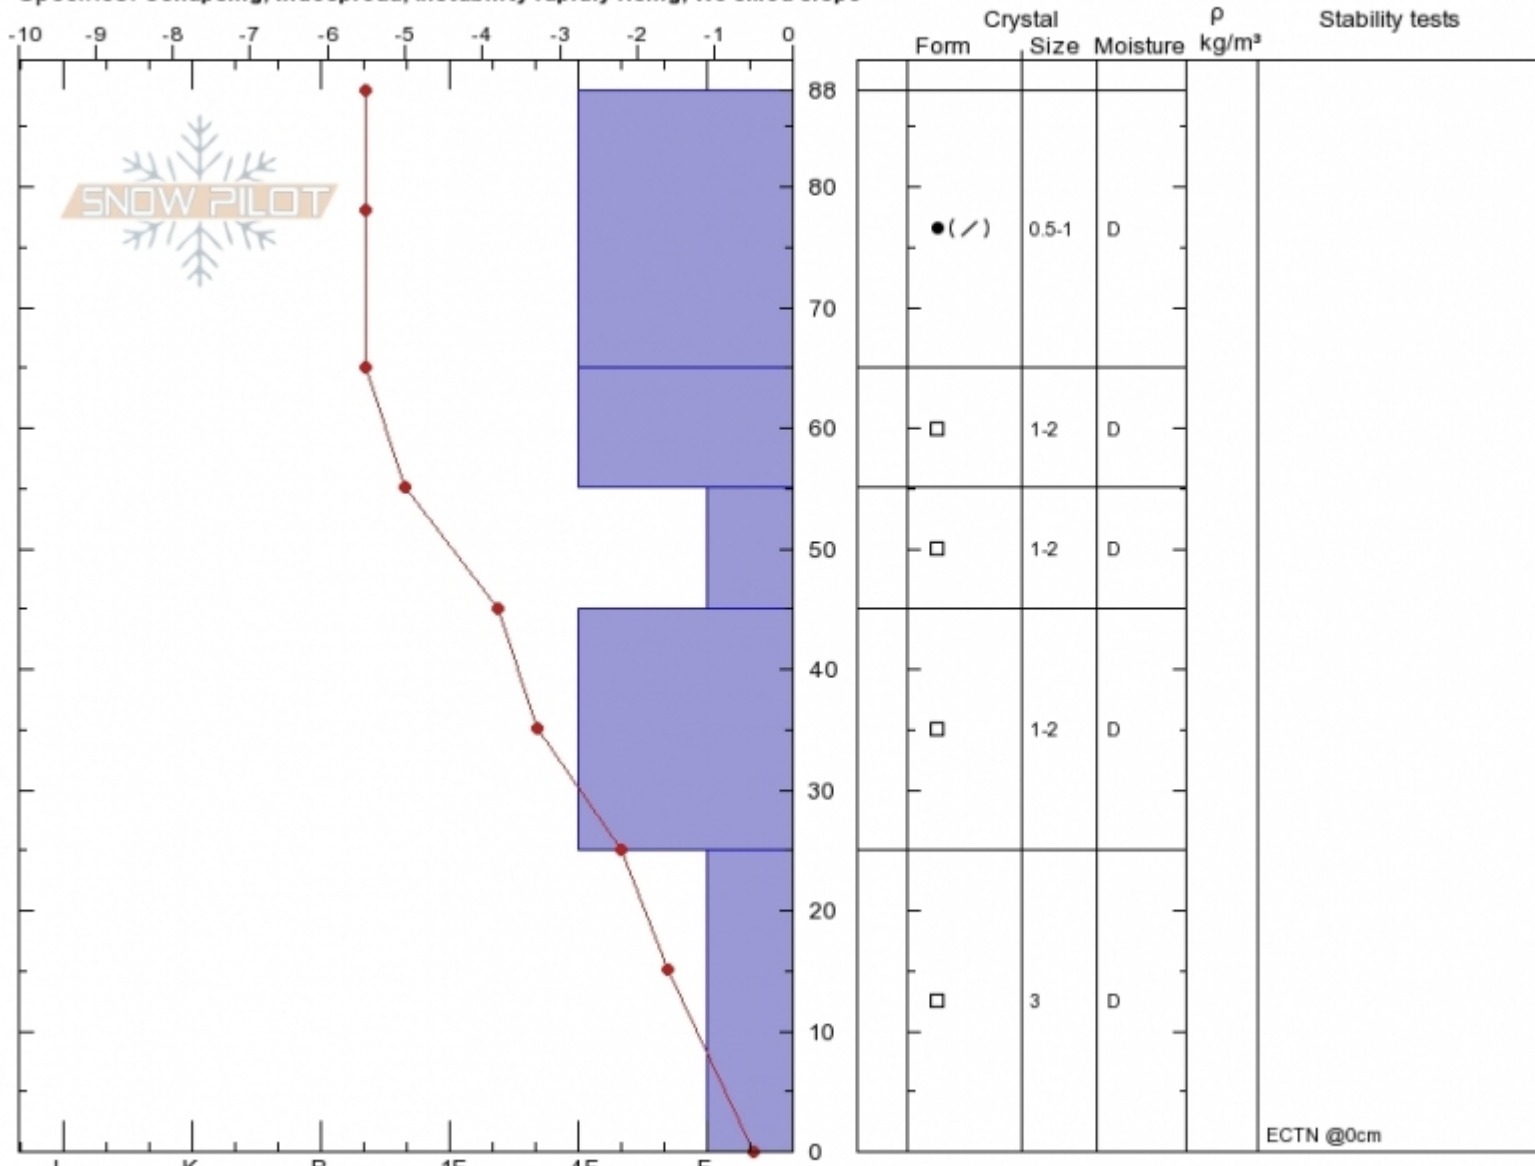 -10 -9 -8 -7 -6 -5 -4 -3 -2 -1 0
Crystal
Form Size Moisture
ρ
kg/m³
Stability tests
88
SNOW PILOT
80
●(/) 0.5-1 D
70
60
□ 1-2 D
50
□ 1-2 D
40
□ 1-2 D
30
20
□ 3 D
10
ECTN @0cm
0